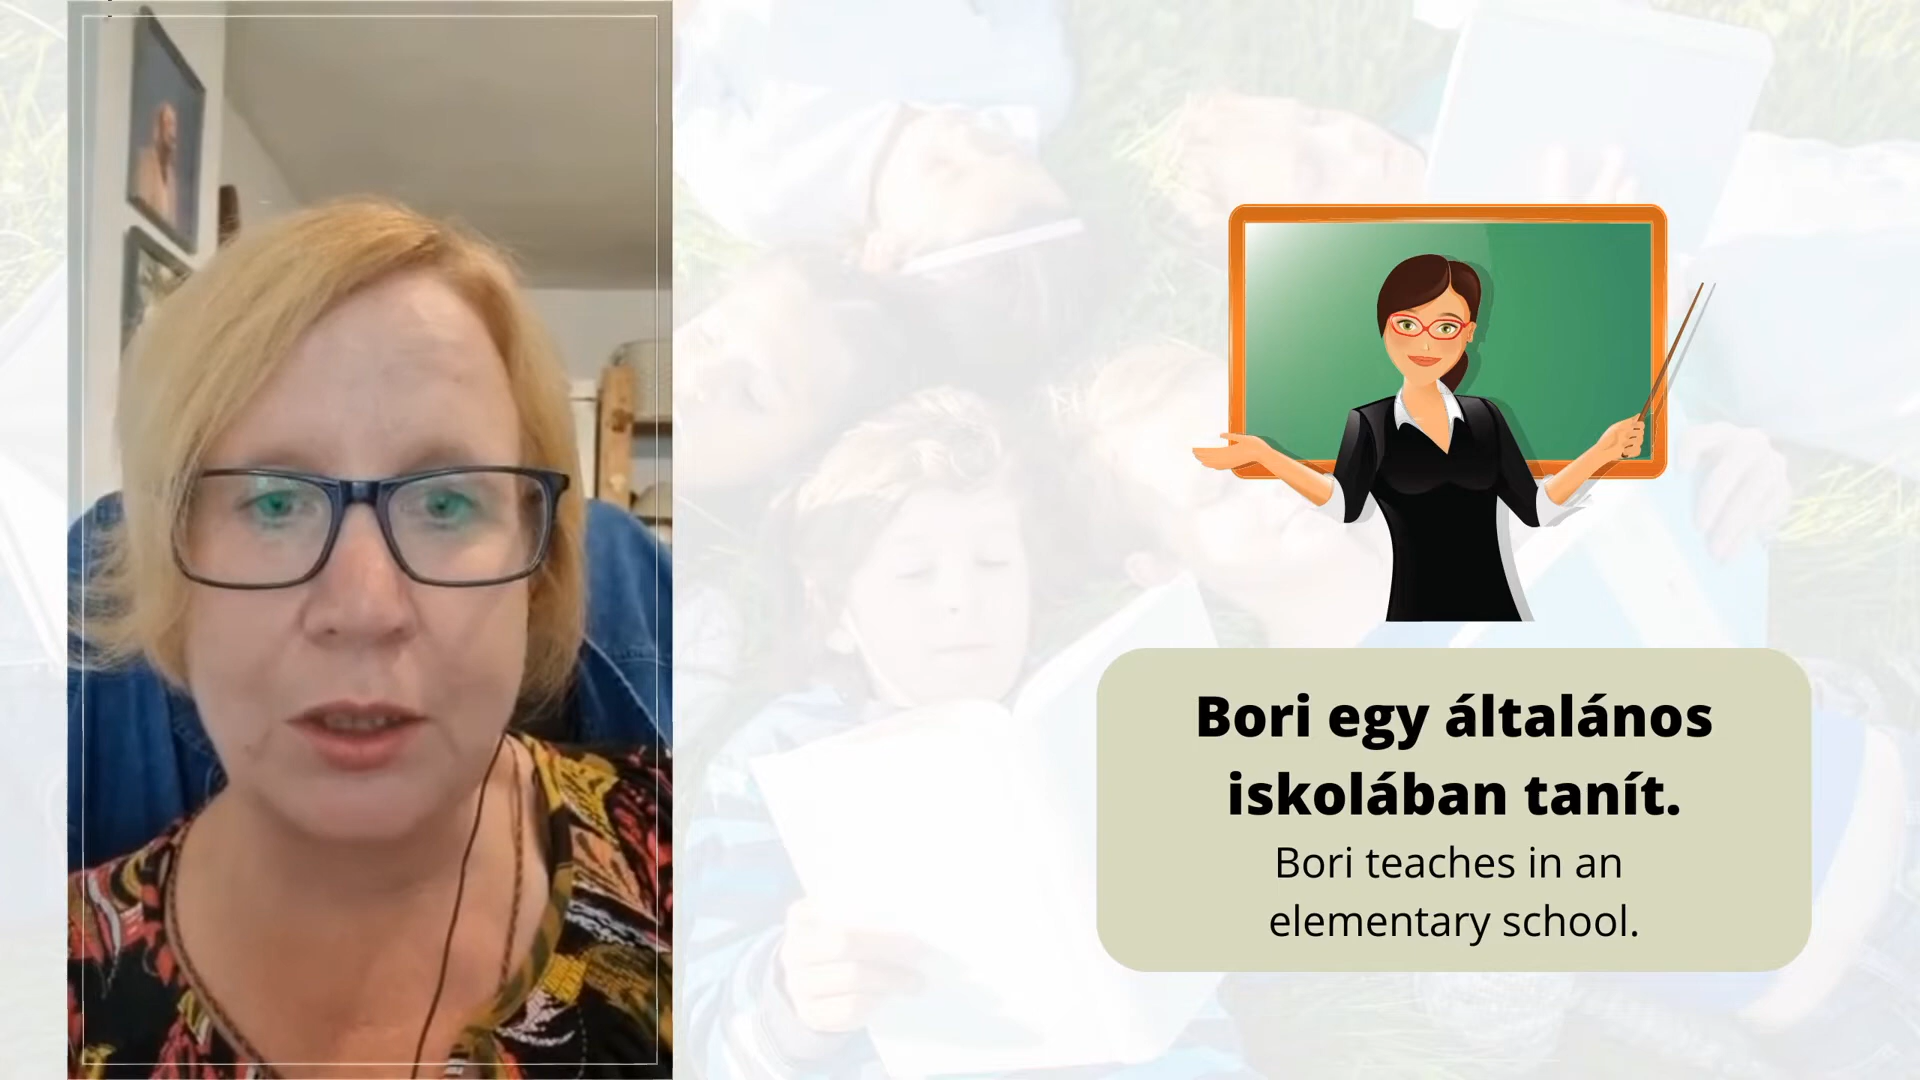 Bori egy általános
iskolában tanít.
Bori teaches in an
elementary school.